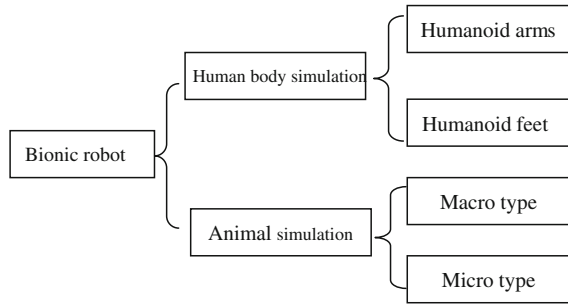 Bionic robot
Human body simulation
Humanoid arms
Humanoid feet
Animal simulation
Macro type
Micro type